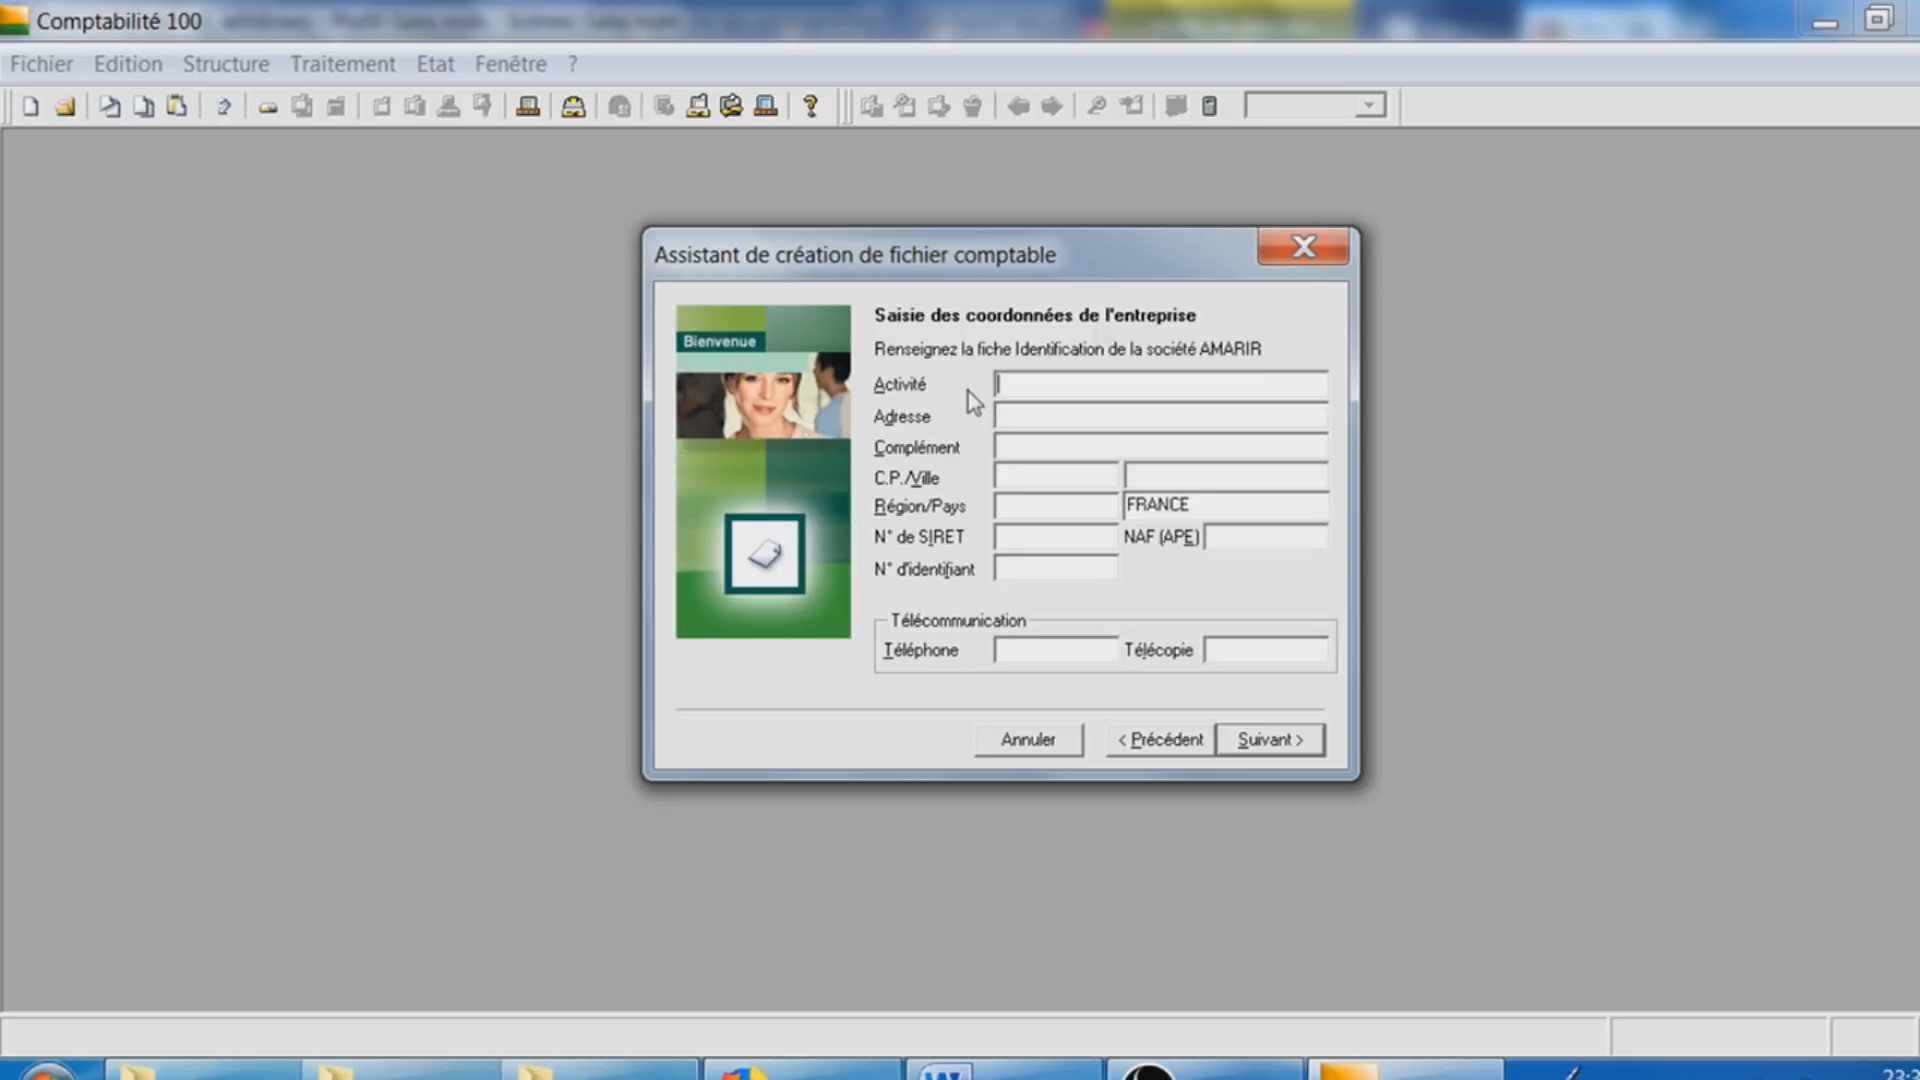 Comptabilité 100
Fichier Edition Structure Traitement Etat Fenêtre ?
Assistant de création de fichier comptable
Bienvenue
Saisie des coordonnées de l'entreprise
Renseignez la fiche Identification de la société AMARIR
Activité
Adresse
Complément
C.P./Ville
Région/Pays FRANCE
N° de SIRET NAF (APE)
N° d'identifiant
Télécommunication
Téléphone Télécopie
Annuler < Précédent Suivant >